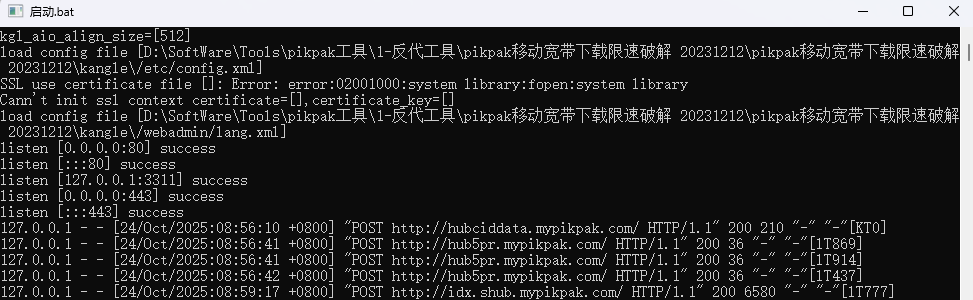 启动.bat
kgl_aio_align_size=[512]
load config file [D:\SoftWare\Tools\pikpak工具\1-反代工具\pikpak移动宽带下载限速破解 20231212\pikpak移动宽带下载限速破解
 20231212\kangle\/etc/config.xml]
SSL use certificate file []: Error: error:02001000:system library:fopen:system library
Cann't init ssl context certificate=[],certificate_key=[]
load config file [D:\SoftWare\Tools\pikpak工具\1-反代工具\pikpak移动宽带下载限速破解 20231212\pikpak移动宽带下载限速破解
 20231212\kangle\/webadmin/lang.xml]
listen [0.0.0.0:80] success
listen [:::80] success
listen [127.0.0.1:3311] success
listen [0.0.0.0:443] success
listen [:::443] success
127.0.0.1 - - [24/Oct/2025:08:56:10 +0800] "POST http://hubciddata.mypikpak.com/ HTTP/1.1" 200 210 "-" "-"[KT0]
127.0.0.1 - - [24/Oct/2025:08:56:41 +0800] "POST http://hub5pr.mypikpak.com/ HTTP/1.1" 200 36 "-" "-"[1T869]
127.0.0.1 - - [24/Oct/2025:08:56:41 +0800] "POST http://hub5pr.mypikpak.com/ HTTP/1.1" 200 36 "-" "-"[1T914]
127.0.0.1 - - [24/Oct/2025:08:56:42 +0800] "POST http://hub5pr.mypikpak.com/ HTTP/1.1" 200 36 "-" "-"[1T437]
127.0.0.1 - - [24/Oct/2025:08:59:17 +0800] "POST http://idx.shub.mypikpak.com/ HTTP/1.1" 200 6580 "-" "-"[1T777]